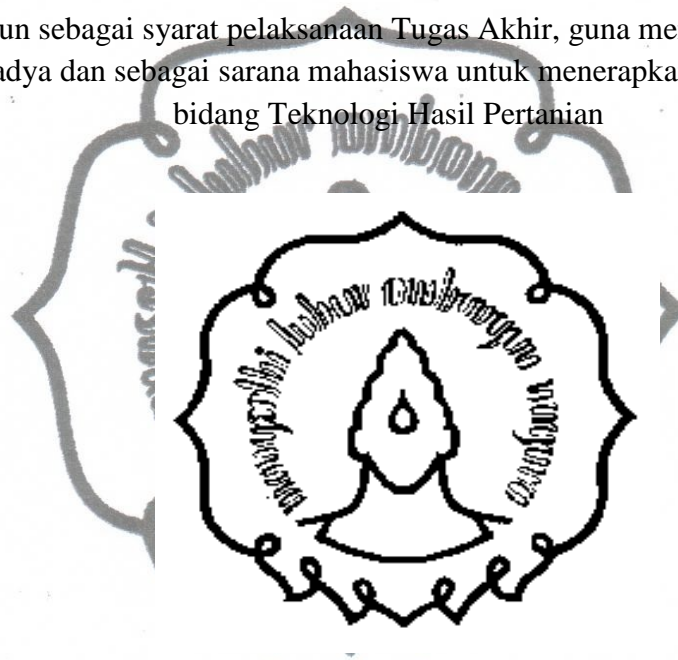 un sebagai syarat pelaksanaan Tugas Akhir, guna me
adya dan sebagai sarana mahasiswa untuk menerapka
bidang Teknologi Hasil Pertanian